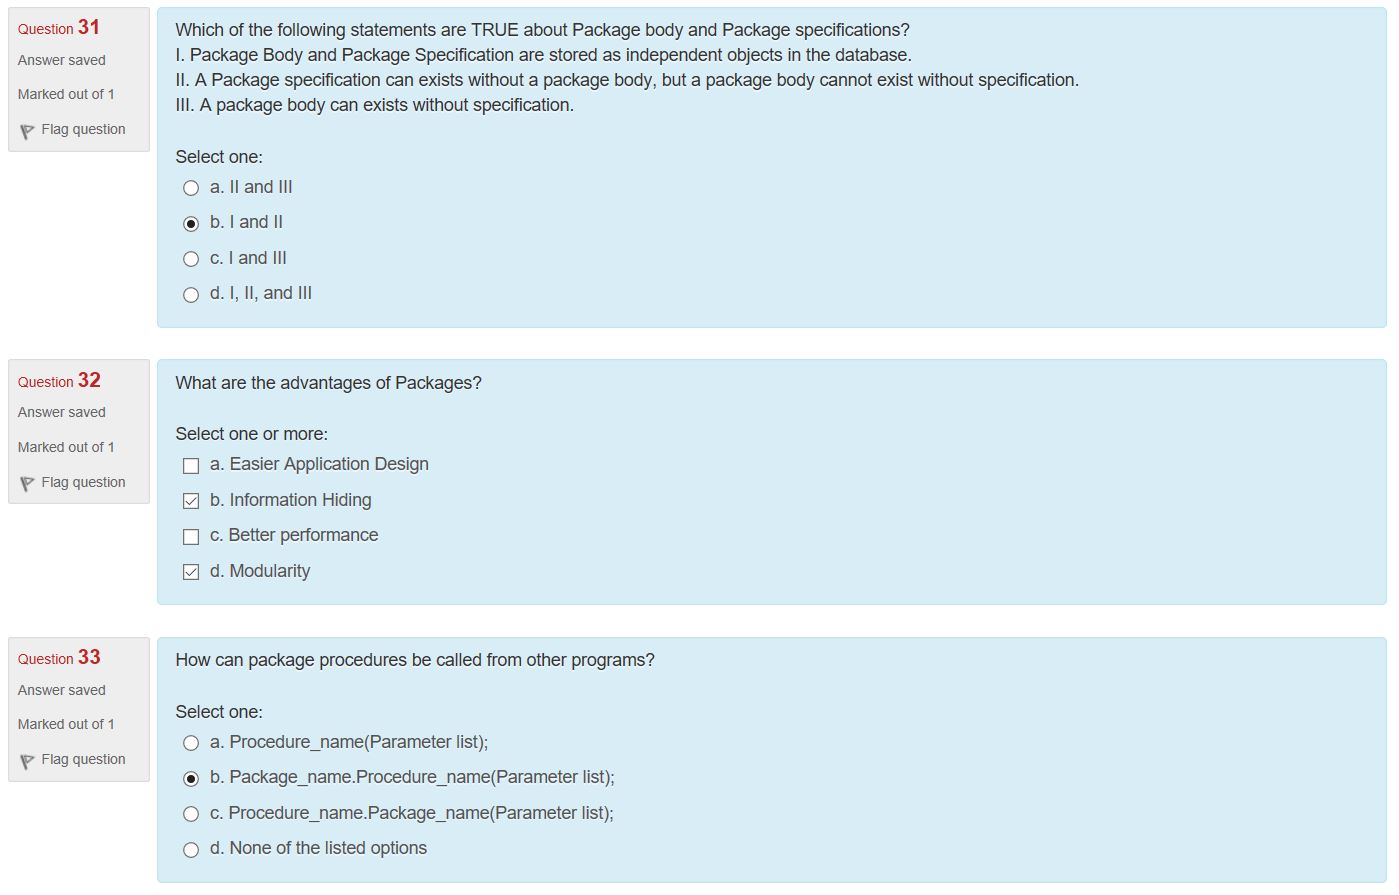 Question 31
Answer saved
Marked out of 1
Flag question
Which of the following statements are TRUE about Package body and Package specifications?
I. Package Body and Package Specification are stored as independent objects in the database.
II. A Package specification can exists without a package body, but a package body cannot exist without specification.
III. A package body can exists without specification.
Select one:
a. II and III
b. I and II
c. I and III
d. I, II, and III
Question 32
Answer saved
Marked out of 1
Flag question
What are the advantages of Packages?
Select one or more:
a. Easier Application Design
b. Information Hiding
c. Better performance
d. Modularity
Question 33
Answer saved
Marked out of 1
Flag question
How can package procedures be called from other programs?
Select one:
a. Procedure_name(Parameter list);
b. Package_name.Procedure_name(Parameter list);
c. Procedure_name.Package_name(Parameter list);
d. None of the listed options